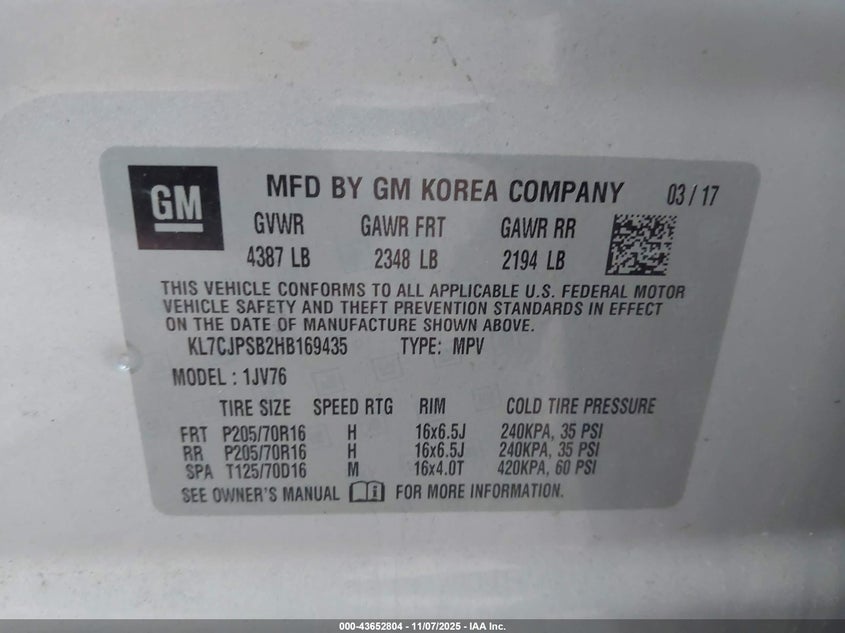 GM
MFD BY GM KOREA COMPANY 03/17
GVWR GAWR FRT GAWR RR
4387 LB 2348 LB 2194 LB
THIS VEHICLE CONFORMS TO ALL APPLICABLE U.S. FEDERAL MOTOR
VEHICLE SAFETY AND THEFT PREVENTION STANDARDS IN EFFECT
ON THE DATE OF MANUFACTURE SHOWN ABOVE.
KL7CJPSB2HB169435 TYPE: MPV
MODEL : 1JV76
TIRE SIZE SPEED RTG RIM COLD TIRE PRESSURE
FRT P205/70R16 H 16x6.5J 240KPA, 35 PSI
RR P205/70R16 H 16x6.5J 240KPA, 35 PSI
SPA T125/70D16 M 16x4.0T 420KPA, 60 PSI
SEE OWNER'S MANUAL FOR MORE INFORMATION.
000-43652804 - 11/07/2025 - IAA Inc.